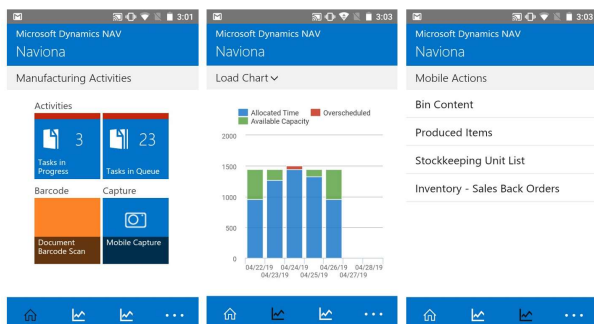 3:01
Microsoft Dynamics NAV
Naviona
Manufacturing Activities
Activities
3
Tasks in
Progress
23
Tasks in Queue
Barcode
Capture
Document
Barcode Scan
Mobile Capture
3:03
Microsoft Dynamics NAV
Naviona
Load Chart
Allocated Time
Overscheduled
Available Capacity
2000
1500
1000
500
0
04/22/19 04/24/19 04/26/19 04/28/19
04/23/19 04/25/19 04/27/19
3:03
Microsoft Dynamics NAV
Naviona
Mobile Actions
Bin Content
Produced Items
Stockkeeping Unit List
Inventory - Sales Back Orders